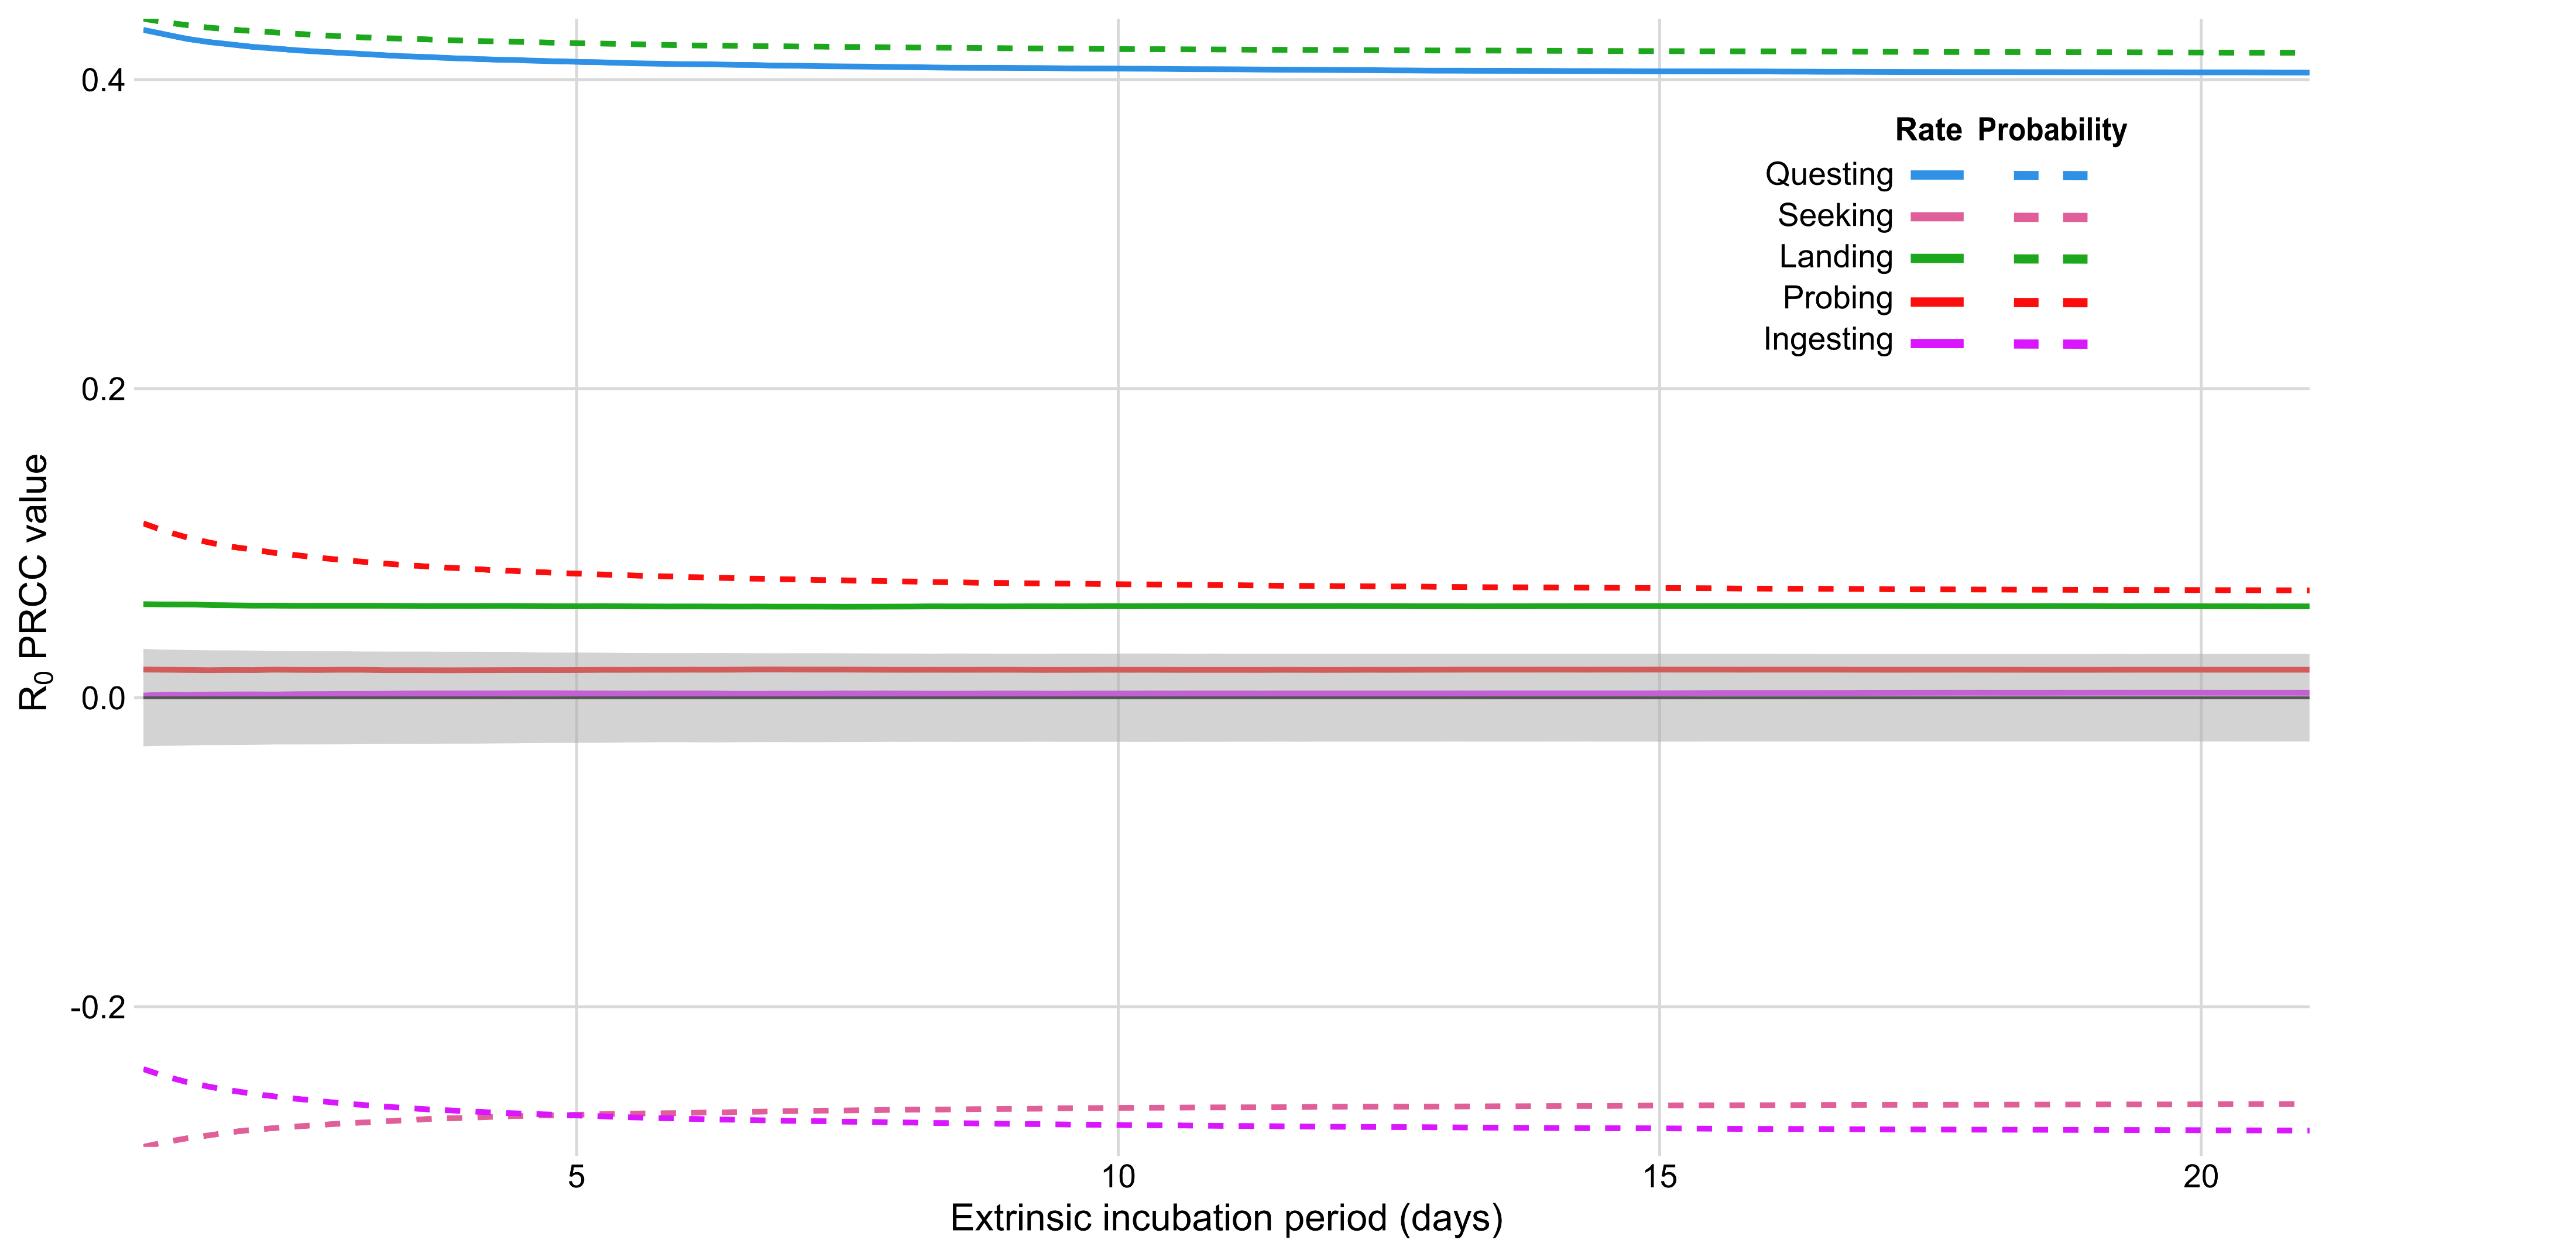 0.4
0.2
0.0
-0.2
R0 PRCC value
Rate Probability
Questing
Seeking
Landing
Probing
Ingesting
5 10 15 20
Extrinsic incubation period (days)